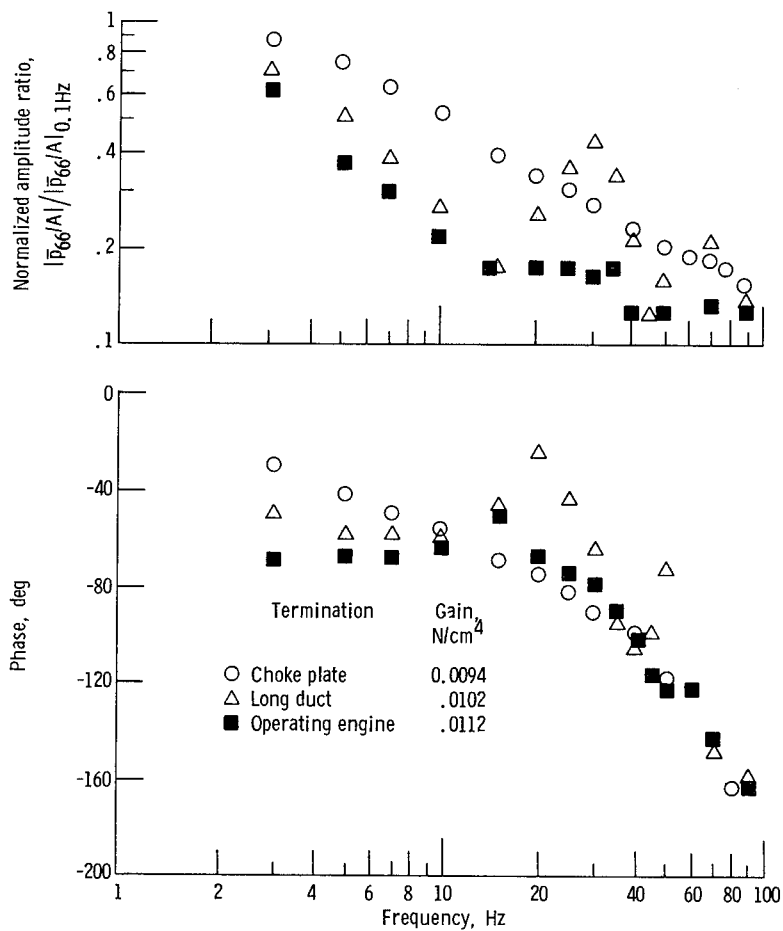 1
.8
.6
.4
.2
.1
Normalized amplitude ratio,
|p̄66/A|/|p̄66/A|0.1Hz
0
-40
-80
-120
-160
-200
Phase, deg
Termination Gain, N/cm4
Choke plate 0.0094
Long duct .0102
Operating engine .0112
1 2 4 6 8 10 20 40 60 80 100
Frequency, Hz